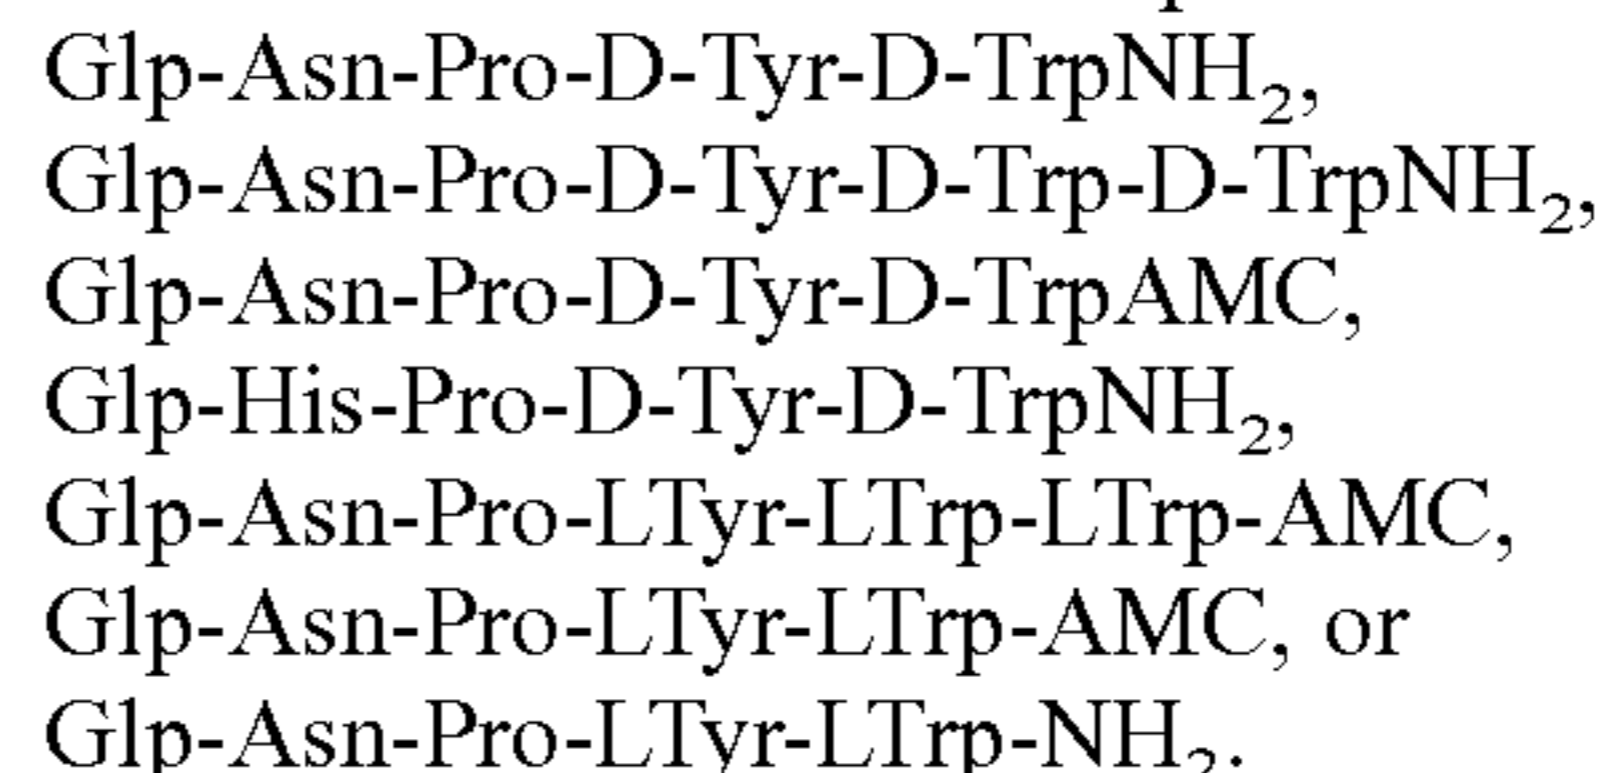 Glp-Asn-Pro-D-Tyr-D-TrpNH₂,
Glp-Asn-Pro-D-Tyr-D-Trp-D-TrpNH₂,
Glp-Asn-Pro-D-Tyr-D-TrpAMC,
Glp-His-Pro-D-Tyr-D-TrpNH₂,
Glp-Asn-Pro-LTyr-LTrp-LTrp-AMC,
Glp-Asn-Pro-LTyr-LTrp-AMC, or
Glp-Asn-Pro-LTyr-LTrp-NH₂.